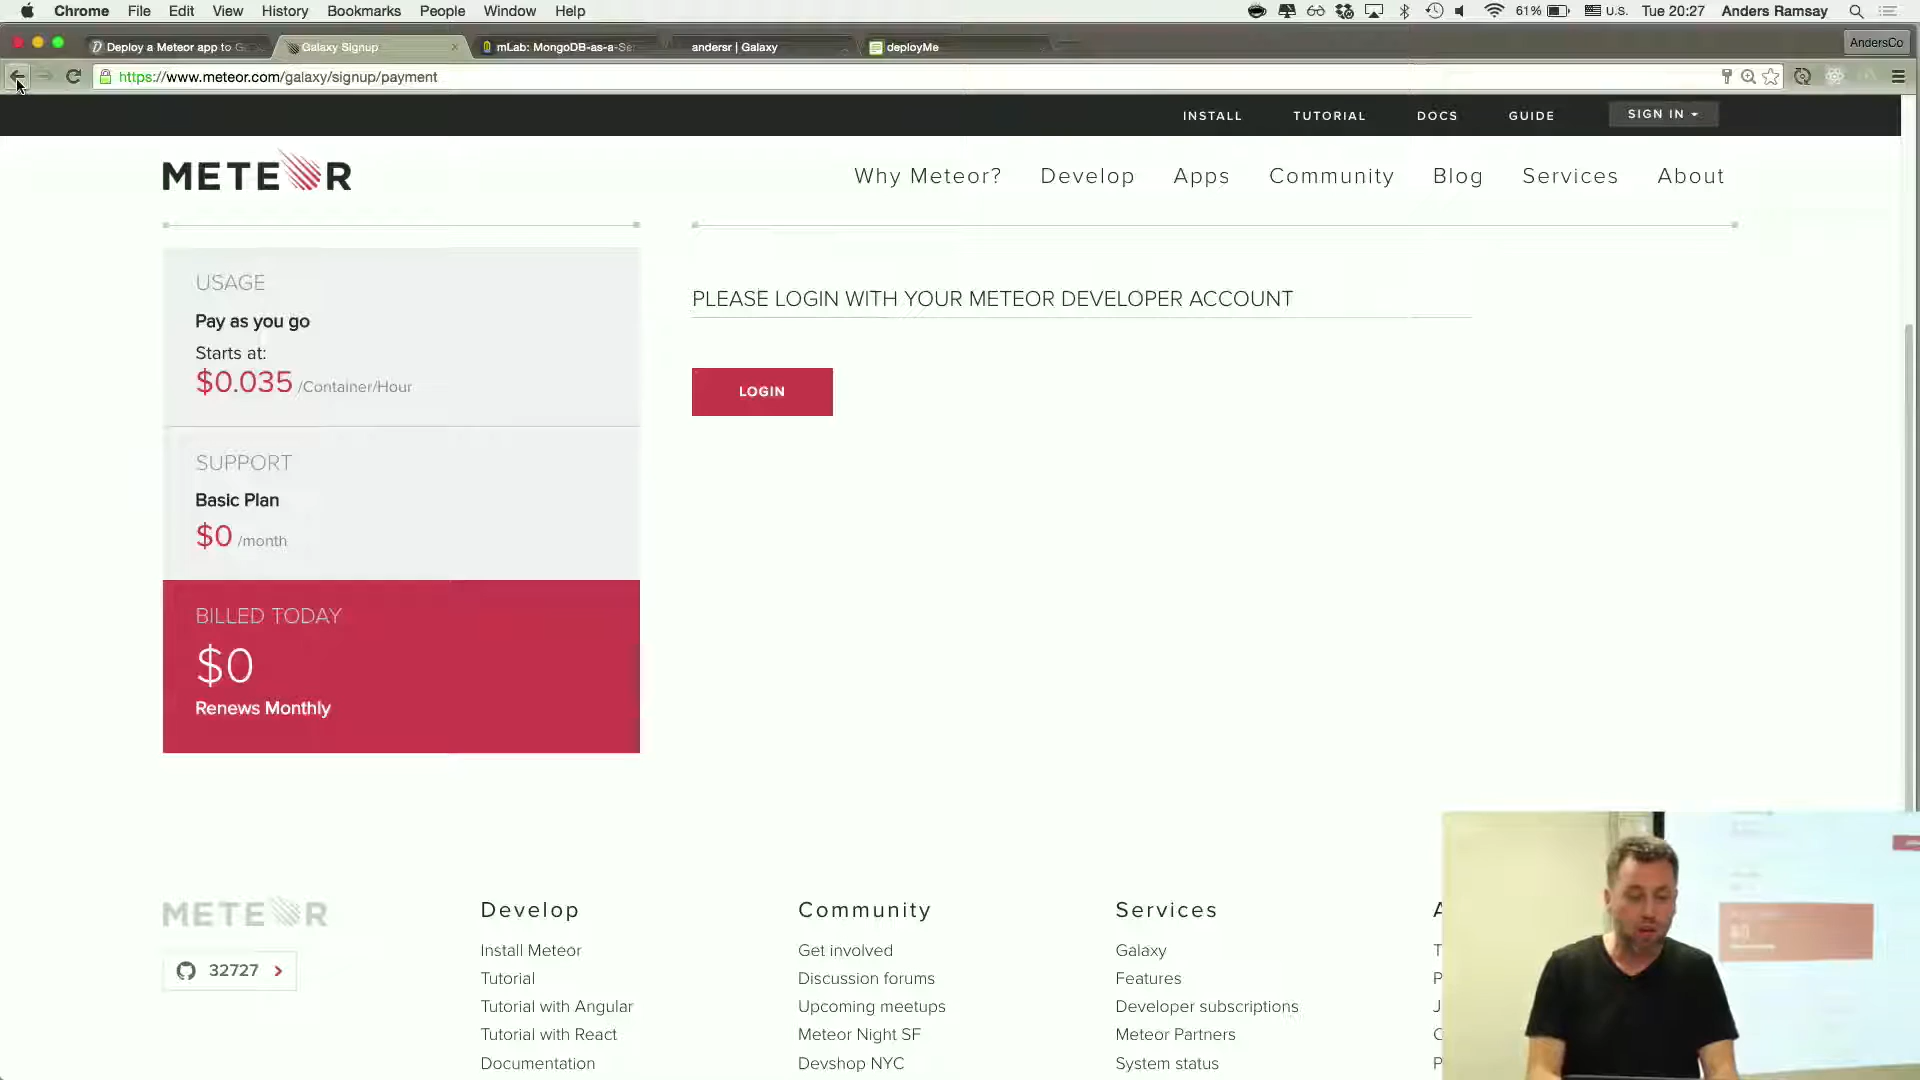 Chrome File Edit View History Bookmarks People Window Help 61% U.S. Tue 20:27 Anders Ramsay
Deploy a Meteor app to G
Galaxy Signup
mLab: MongoDB-as-a-Se
andersr | Galaxy
deployMe
AndersCo
https://www.meteor.com/galaxy/signup/payment
INSTALL TUTORIAL DOCS GUIDE SIGN IN
METEOR
Why Meteor? Develop Apps Community Blog Services About
USAGE
Pay as you go
Starts at:
$0.035 /Container/Hour
SUPPORT
Basic Plan
$0 /month
BILLED TODAY
$0
Renews Monthly
PLEASE LOGIN WITH YOUR METEOR DEVELOPER ACCOUNT
LOGIN
METEOR
32727
Develop
Install Meteor
Tutorial
Tutorial with Angular
Tutorial with React
Documentation
Community
Get involved
Discussion forums
Upcoming meetups
Meteor Night SF
Devshop NYC
Services
Galaxy
Features
Developer subscriptions
Meteor Partners
System status